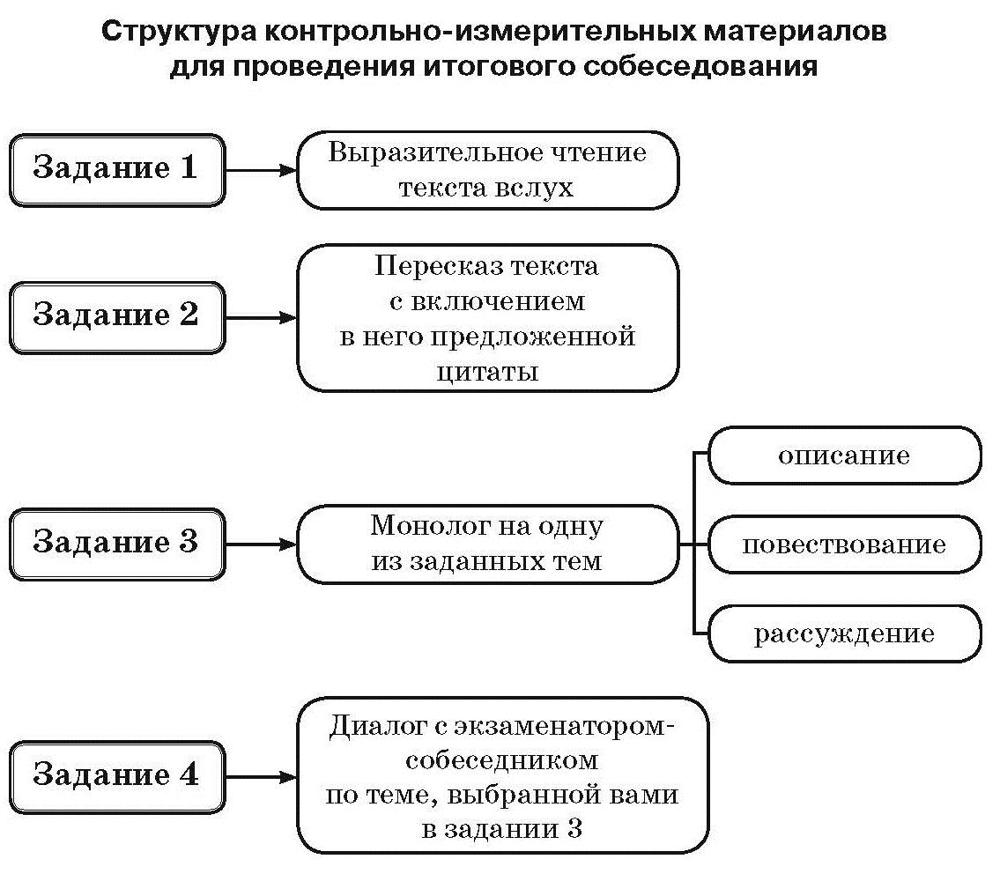 Структура контрольно-измерительных материалов
для проведения итогового собеседования
Задание 1
Выразительное чтение
текста вслух
Задание 2
Пересказ текста
с включением
в него предложенной
цитаты
Задание 3
Монолог на одну
из заданных тем
описание
повествование
рассуждение
Задание 4
Диалог с экзаменатором-
собеседником
по теме, выбранной вами
в задании 3